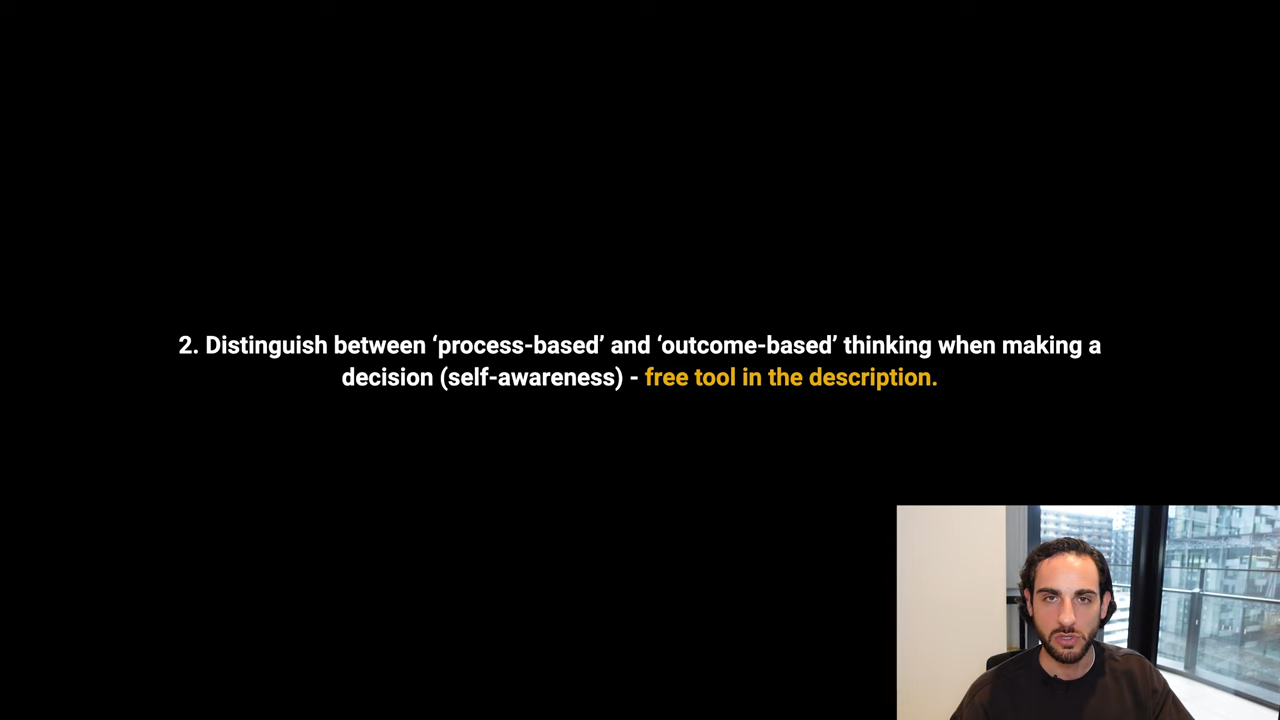 2. Distinguish between ‘process-based’ and ‘outcome-based’ thinking when making a
decision (self-awareness) - free tool in the description.